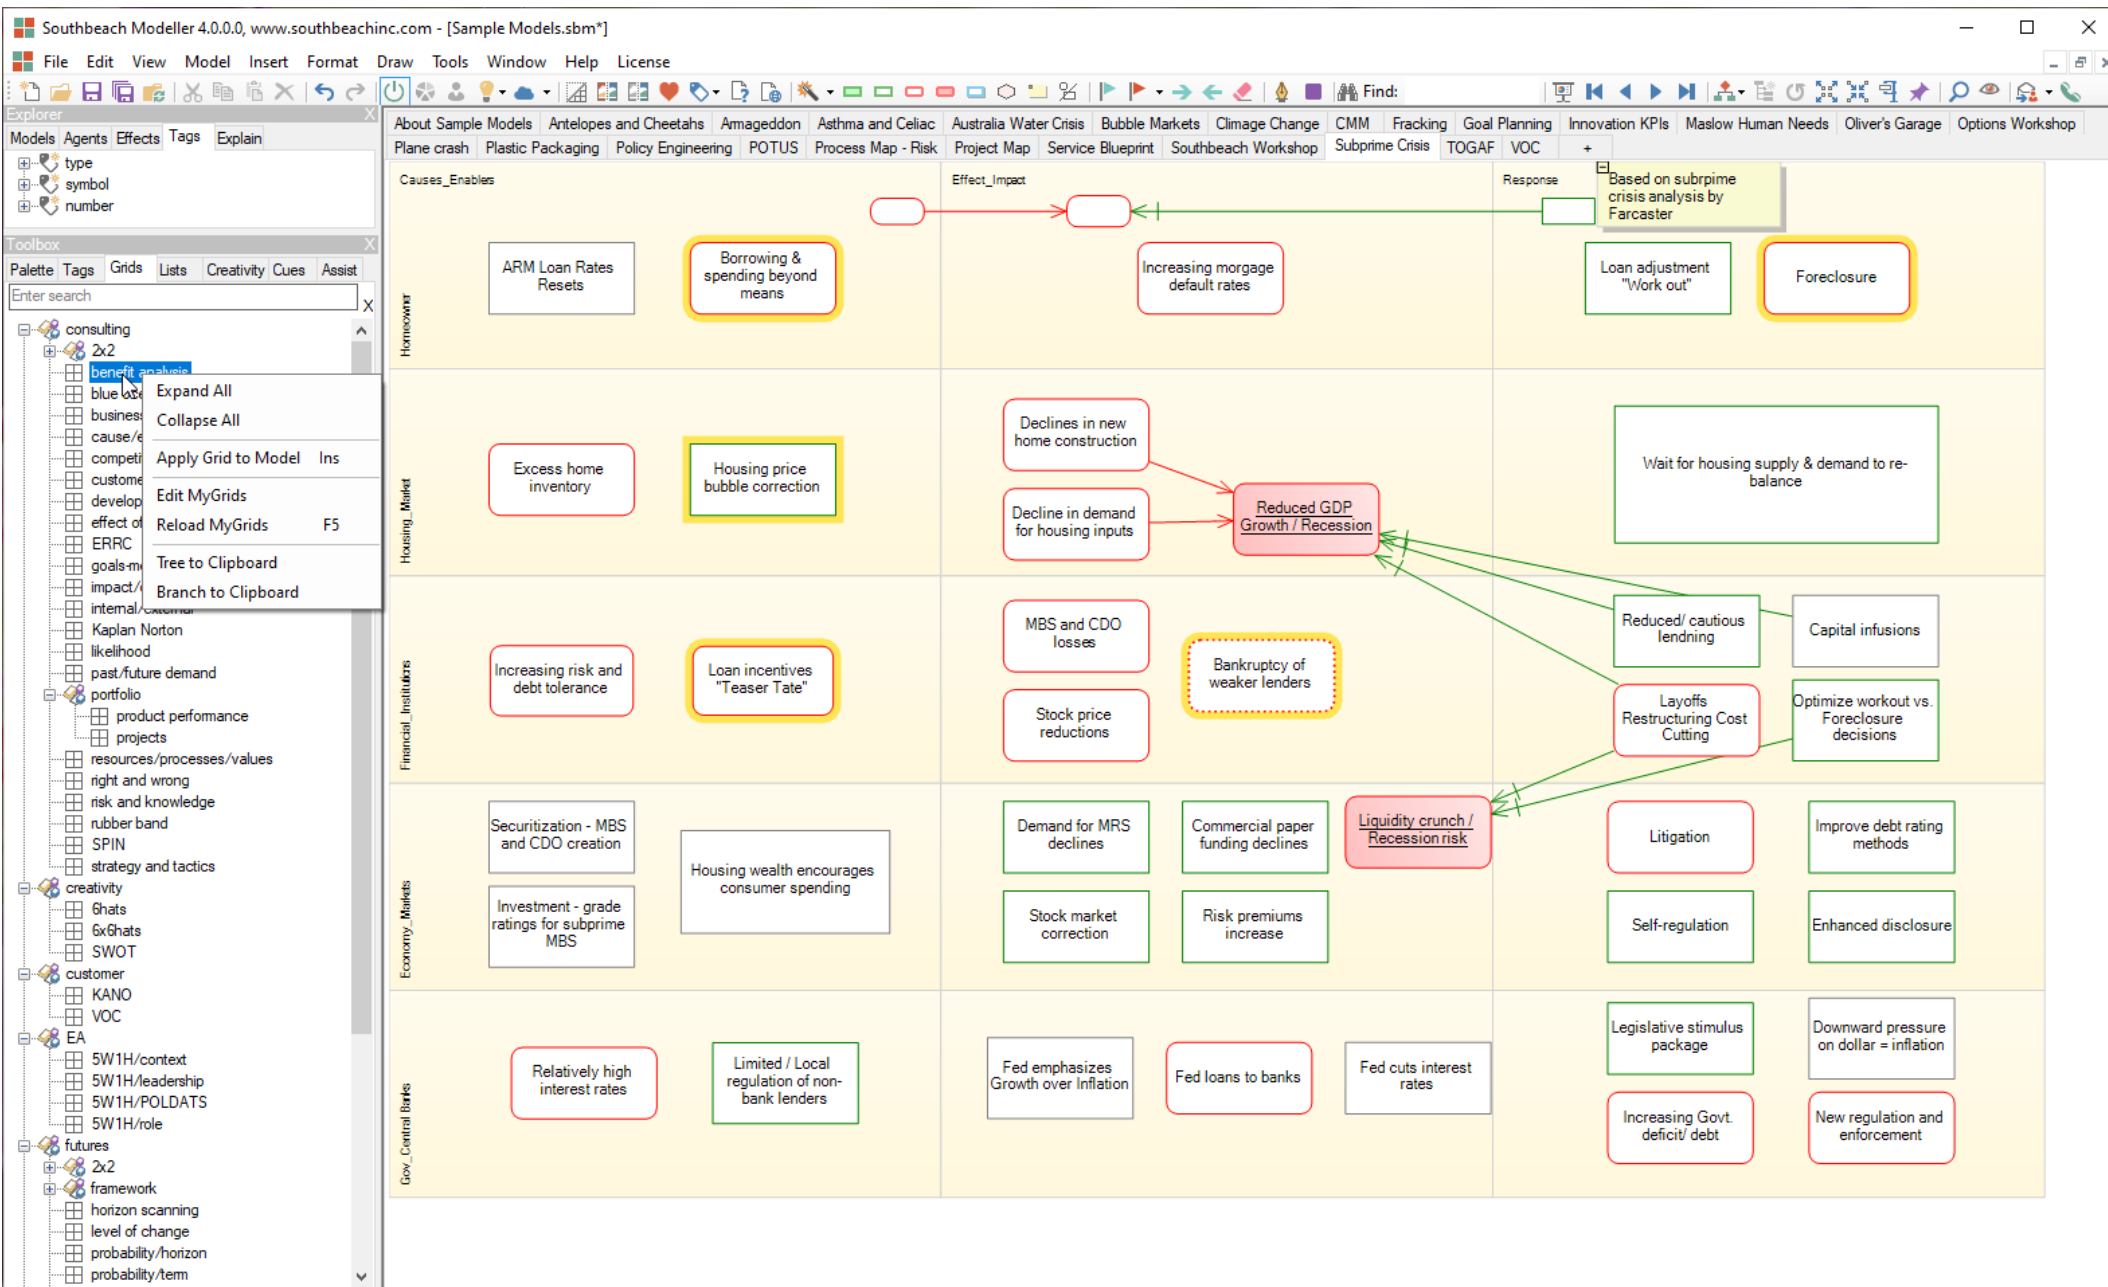 Southbeach Modeller 4.0.0.0, www.southbeachinc.com - [Sample Models.sbm*]
File Edit View Model Insert Format Draw Tools Window Help License
Find:
Explorer X
Models Agents Effects Tags Explain
type
symbol
number
Toolbox X
Palette Tags Grids Lists Creativity Cues Assist
Enter search
X
consulting
2x2
benefit analysis
blue
business
cause/e
competi
custome
develop
effect of
ERRC
goals-me
impact/
internal/external
Kaplan Norton
likelihood
past/future demand
portfolio
product performance
projects
resources/processes/values
right and wrong
risk and knowledge
rubber band
SPIN
strategy and tactics
creativity
6hats
6x6hats
SWOT
customer
KANO
VOC
EA
5W1H/context
5W1H/leadership
5W1H/POLDATS
5W1H/role
futures
2x2
framework
horizon scanning
level of change
probability/horizon
probability/term
Expand All
Collapse All
Apply Grid to Model Ins
Edit MyGrids
Reload MyGrids F5
Tree to Clipboard
Branch to Clipboard
About Sample Models Antelopes and Cheetahs Armageddon Asthma and Celiac Australia Water Crisis Bubble Markets Climage Change CMM Fracking Goal Planning Innovation KPIs Maslow Human Needs Oliver's Garage Options Workshop
Plane crash Plastic Packaging Policy Engineering POTUS Process Map - Risk Project Map Service Blueprint Southbeach Workshop Subprime Crisis TOGAF VOC +
Causes_Enablers
Effect_Impact
Response
Based on subrpime
crisis analysis by
Farcaster
Homeowner
ARM Loan Rates
Resets
Borrowing &
spending beyond
means
Increasing morgage
default rates
Loan adjustment
"Work out"
Foreclosure
Housing_Market
Excess home
inventory
Housing price
bubble correction
Declines in new
home construction
Decline in demand
for housing inputs
Reduced GDP
Growth / Recession
Wait for housing supply & demand to re-
balance
Financial_Institutions
Increasing risk and
debt tolerance
Loan incentives
"Teaser Tate"
MBS and CDO
losses
Stock price
reductions
Bankruptcy of
weaker lenders
Reduced/ cautious
lendning
Capital infusions
Layoffs
Restructuring Cost
Cutting
Optimize workout vs.
Foreclosure
decisions
Economy_Markets
Securitization - MBS
and CDO creation
Investment - grade
ratings for subprime
MBS
Housing wealth encourages
consumer spending
Demand for MRS
declines
Commercial paper
funding declines
Liquidity crunch /
Recession risk
Stock market
correction
Risk premiums
increase
Litigation
Improve debt rating
methods
Self-regulation
Enhanced disclosure
Gov_Central Banks
Relatively high
interest rates
Limited / Local
regulation of non-
bank lenders
Fed emphasizes
Growth over Inflation
Fed loans to banks
Fed cuts interest
rates
Legislative stimulus
package
Downward pressure
on dollar = inflation
Increasing Govt.
deficit/ debt
New regulation and
enforcement